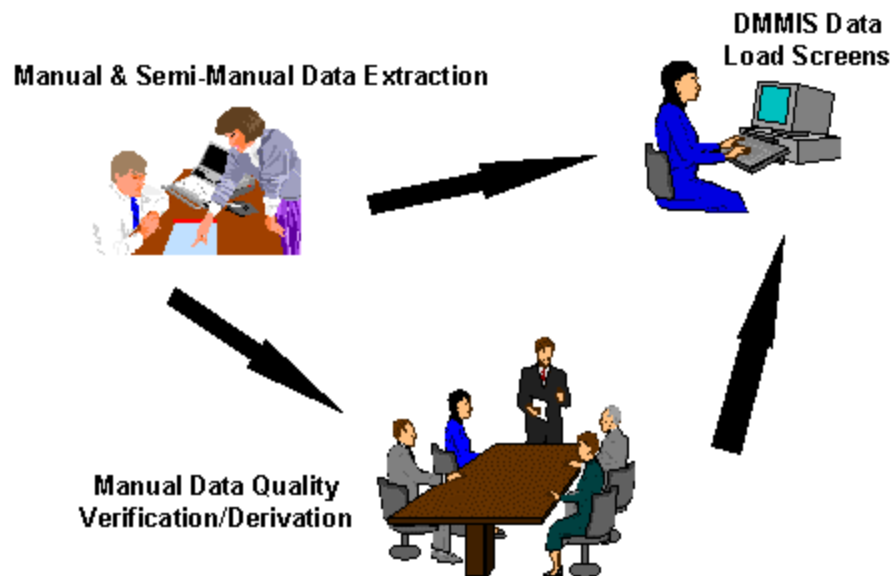 DMMIS Data
Load Screens
Manual & Semi-Manual Data Extraction
Manual Data Quality
Verification/Derivation